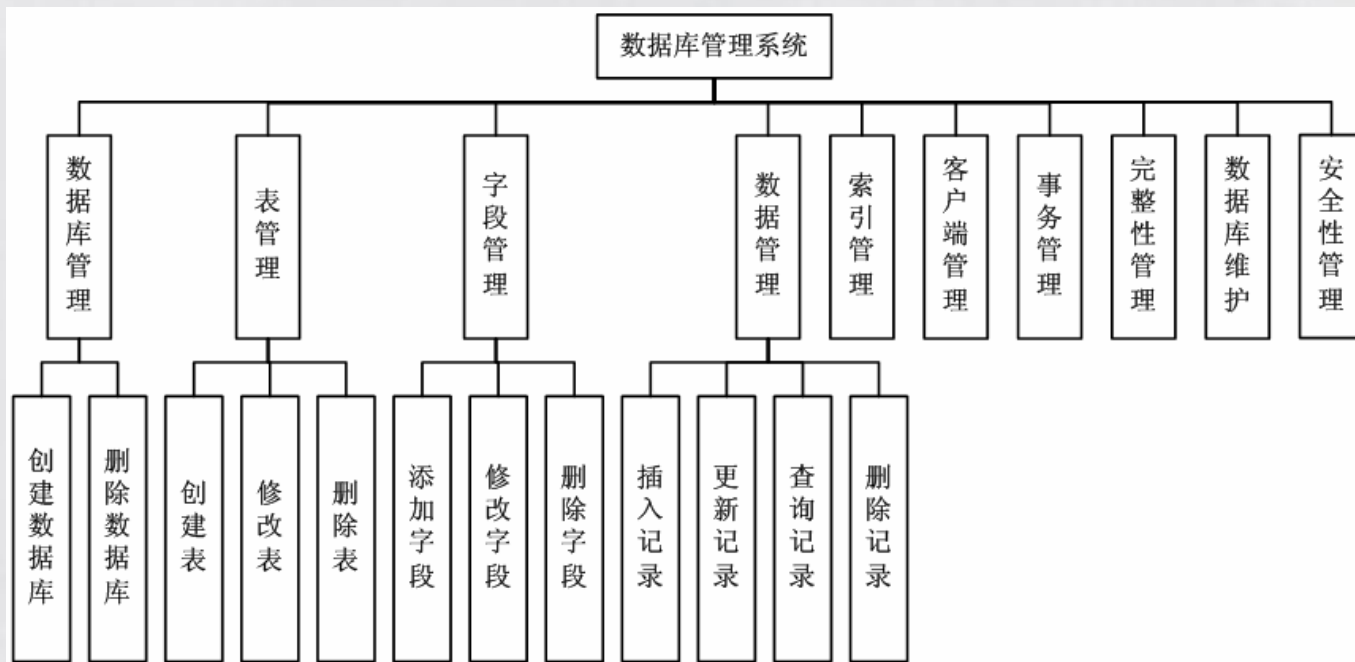 数据库管理系统
数据库管理
表管理
字段管理
数据管理
索引管理
客户端管理
事务管理
完整性管理
数据库维护
安全性管理
创建数据库
删除数据库
创建表
修改表
删除表
添加字段
修改字段
删除字段
插入记录
更新记录
查询记录
删除记录